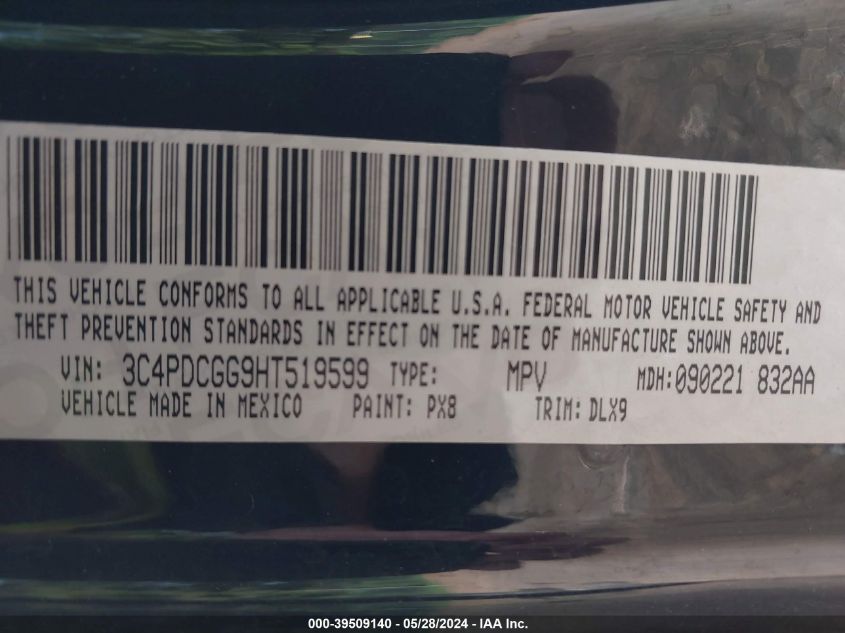 THIS VEHICLE CONFORMS TO ALL APPLICABLE U.S.A. FEDERAL MOTOR VEHICLE SAFETY AND
THEFT PREVENTION STANDARDS IN EFFECT ON THE DATE OF MANUFACTURE SHOWN ABOVE.
VIN: 3C4PDCGG9HT519599 TYPE: MPV MDH:090221 832AA
VEHICLE MADE IN MEXICO PAINT: PX8 TRIM: DLX9
000-39509140 - 05/28/2024 - IAA Inc.